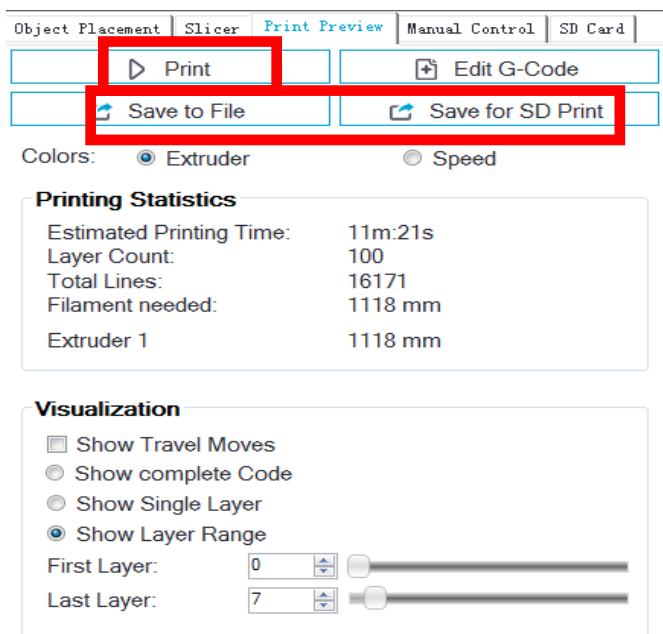 Object Placement Slicer Print Preview Manual Control SD Card
Print Edit G-Code
Save to File Save for SD Print
Colors: Extruder Speed
Printing Statistics
Estimated Printing Time: 11m:21s
Layer Count: 100
Total Lines: 16171
Filament needed: 1118 mm
Extruder 1 1118 mm
Visualization
Show Travel Moves
Show complete Code
Show Single Layer
Show Layer Range
First Layer: 0
Last Layer: 7